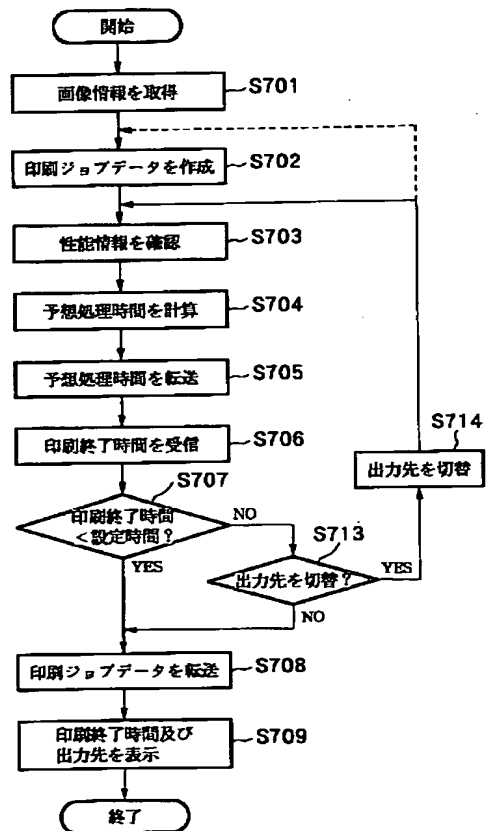 開始
画像情報を取得
S701
印刷ジョブデータを作成
S702
性能情報を確認
S703
予想処理時間を計算
S704
予想処理時間を転送
S705
印刷終了時間を受信
S706
S714
出力先を切替
S707
印刷終了時間
<設定時間?
NO
YES
S713
出力先を切替?
YES
NO
印刷ジョブデータを転送
S708
印刷終了時間及び
出力先を表示
S709
終了